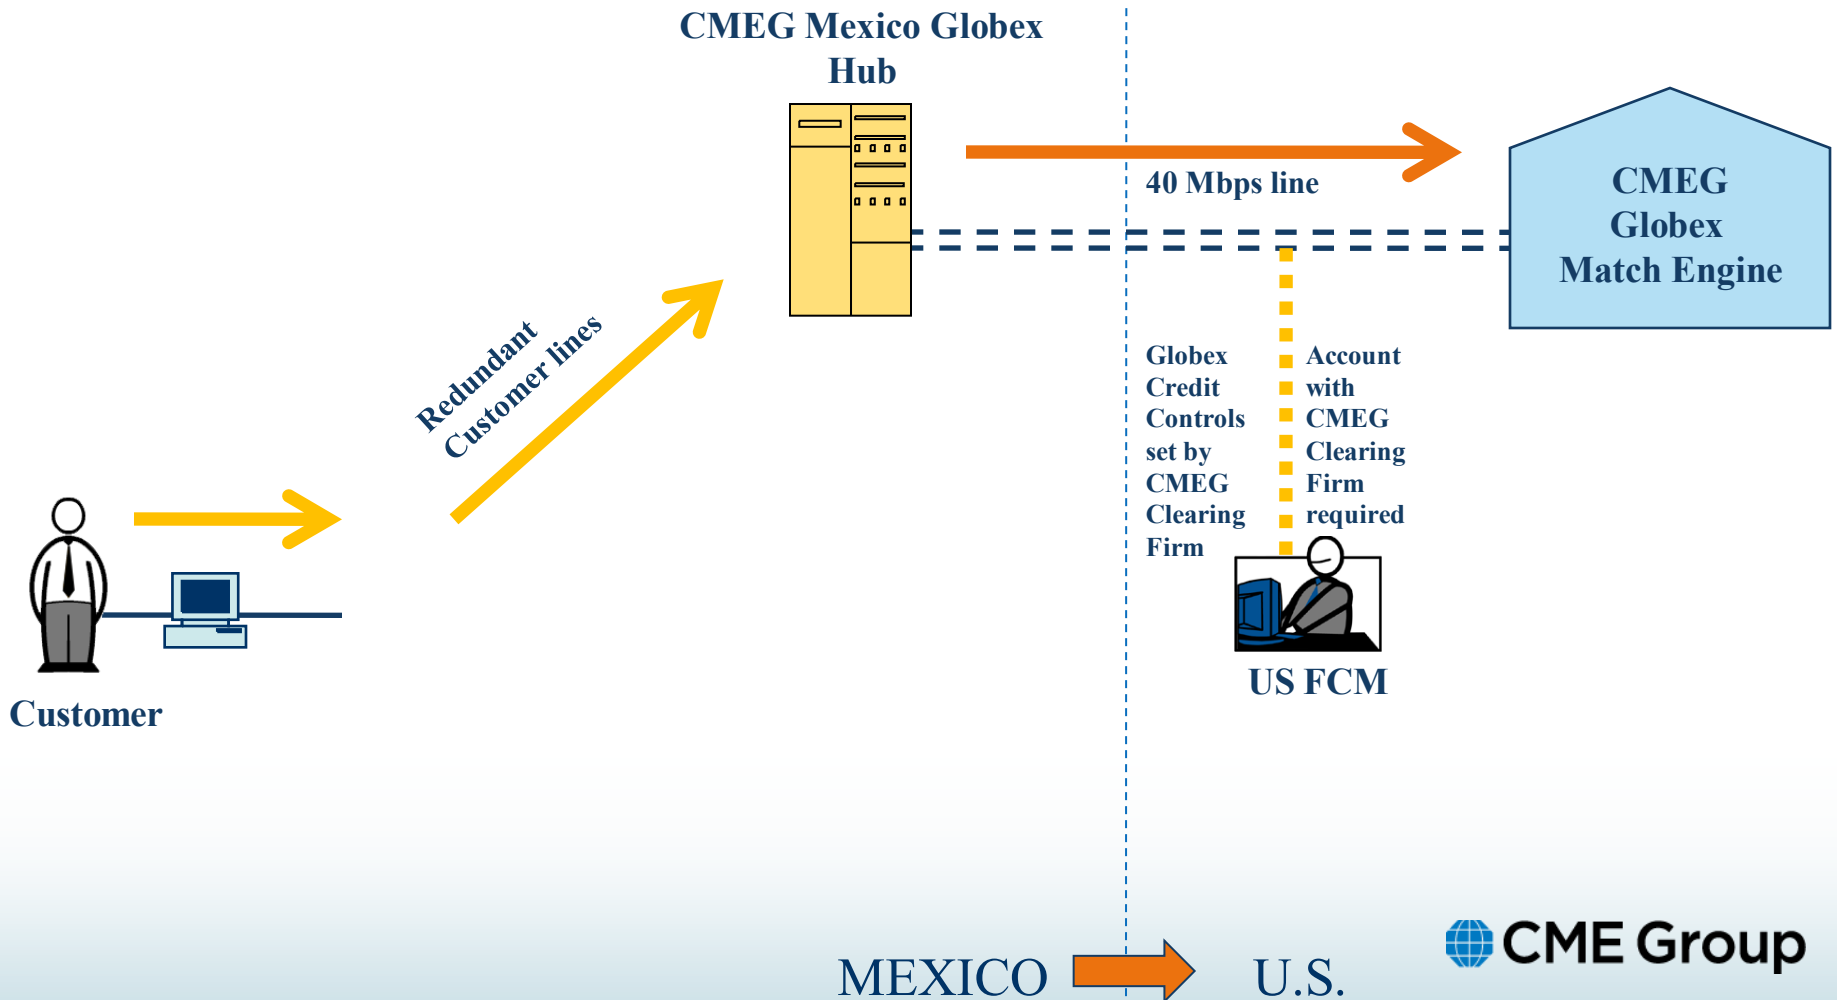 CMEG Mexico Globex
Hub
40 Mbps line
CMEG
Globex
Match Engine
Redundant
Customer lines
Globex
Credit
Controls
set by
CMEG
Clearing
Firm
Account
with
CMEG
Clearing
Firm
required
US FCM
Customer
CME Group
MEXICO
U.S.